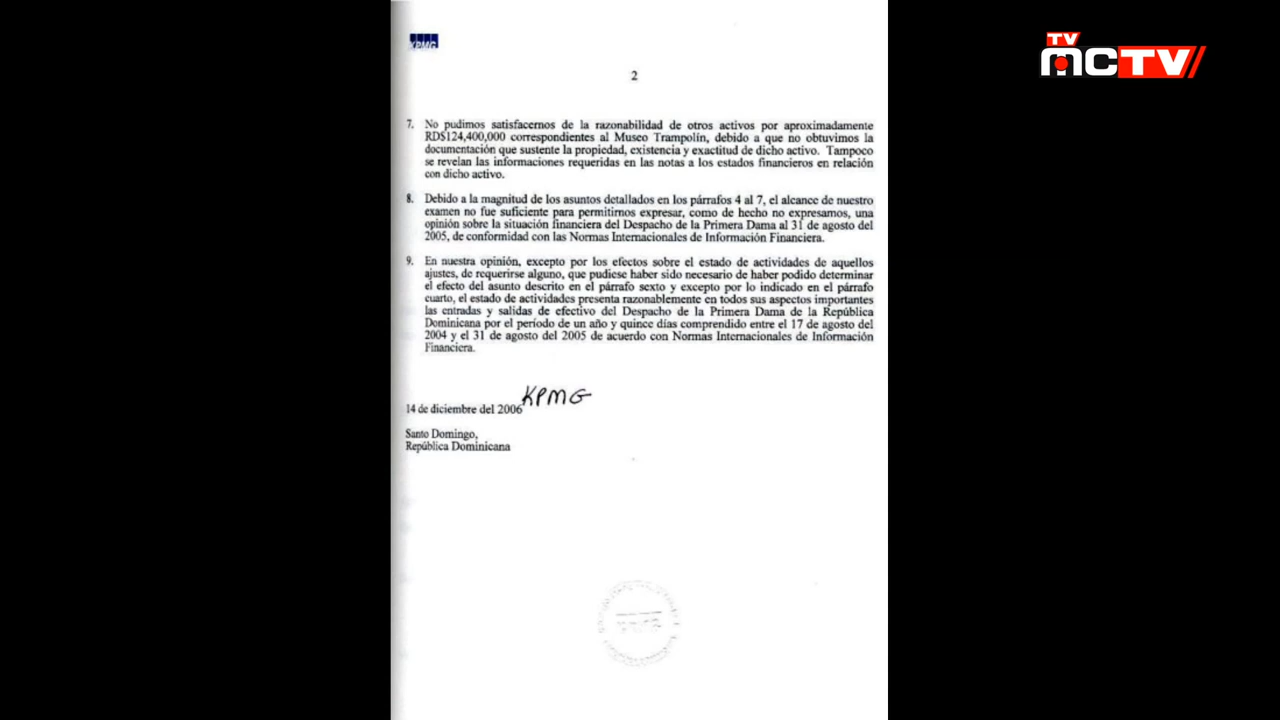 TV
MCTV
KPMG
2
7. No pudimos satisfacernos de la razonabilidad de otros activos por aproximadamente
RD$124,400,000 correspondientes al Museo Trampolín, debido a que no obtuvimos la
documentación que sustente la propiedad, existencia y exactitud de dicho activo. Tampoco
se revelan las informaciones requeridas en las notas a los estados financieros en relación
con dicho activo.
8. Debido a la magnitud de los asuntos detallados en los párrafos 4 al 7, el alcance de nuestro
examen no fue suficiente para permitirnos expresar, como de hecho no expresamos, una
opinión sobre la situación financiera del Despacho de la Primera Dama al 31 de agosto del
2005, de conformidad con las Normas Internacionales de Información Financiera.
9. En nuestra opinión, excepto por los efectos sobre el estado de actividades de aquellos
ajustes, de requerirse alguno, que pudiese haber sido necesario de haber podido determinar
el efecto del asunto descrito en el párrafo sexto y excepto por lo indicado en el párrafo
cuarto, el estado de actividades presenta razonablemente en todos sus aspectos importantes
las entradas y salidas de efectivo del Despacho de la Primera Dama de la República
Dominicana por el período de un año y quince días comprendido entre el 17 de agosto del
2004 y el 31 de agosto del 2005 de acuerdo con Normas Internacionales de Información
Financiera.
KPMG
14 de diciembre del 2006
Santo Domingo,
República Dominicana